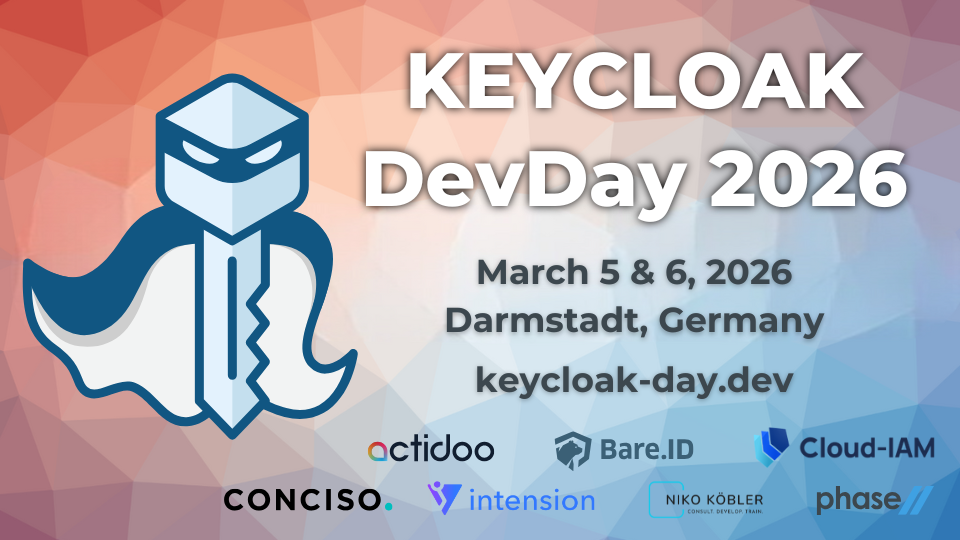 KEYCLOAK
DevDay 2026
March 5 & 6, 2026
Darmstadt, Germany
keycloak-day.dev
actidoo
Bare.ID
Cloud-IAM
CONCISO.
intension
NIKO KÖBLER
CONSULT. DEVELOP. TRAIN.
phase